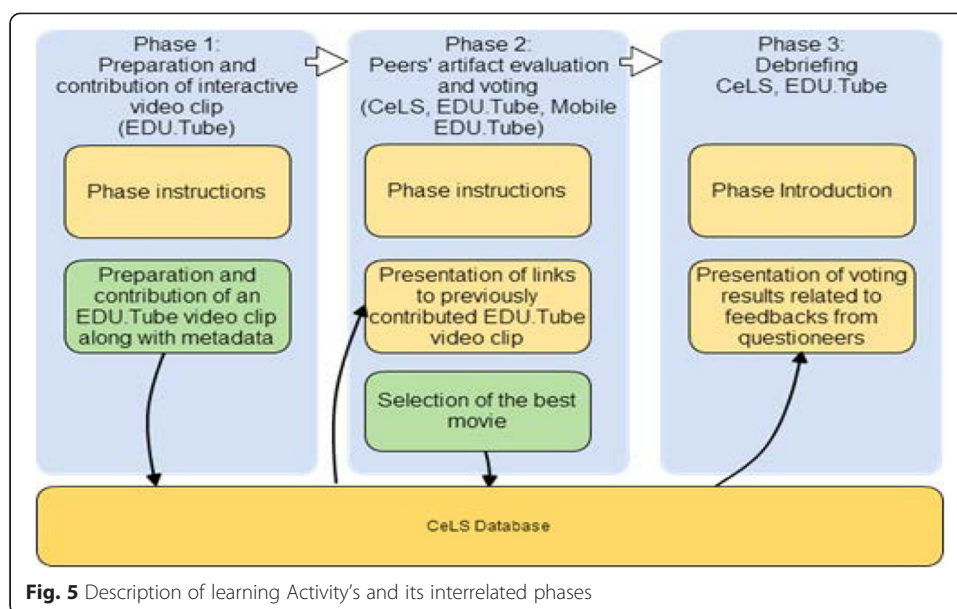 Phase 1:
Preparation and
contribution of interactive
video clip
(EDU.Tube)
Phase instructions
Preparation and
contribution of an
EDU.Tube video clip
along with metadata
Phase 2:
Peers' artifact evaluation
and voting
(CeLS, EDU.Tube, Mobile
EDU.Tube)
Phase instructions
Presentation of links
to previously
contributed EDU.Tube
video clip
Selection of the best
movie
Phase 3:
Debriefing
CeLS, EDU.Tube
Phase Introduction
Presentation of voting
results related to
feedbacks from
questioneers
CeLS Database
Fig. 5 Description of learning Activity's and its interrelated phases